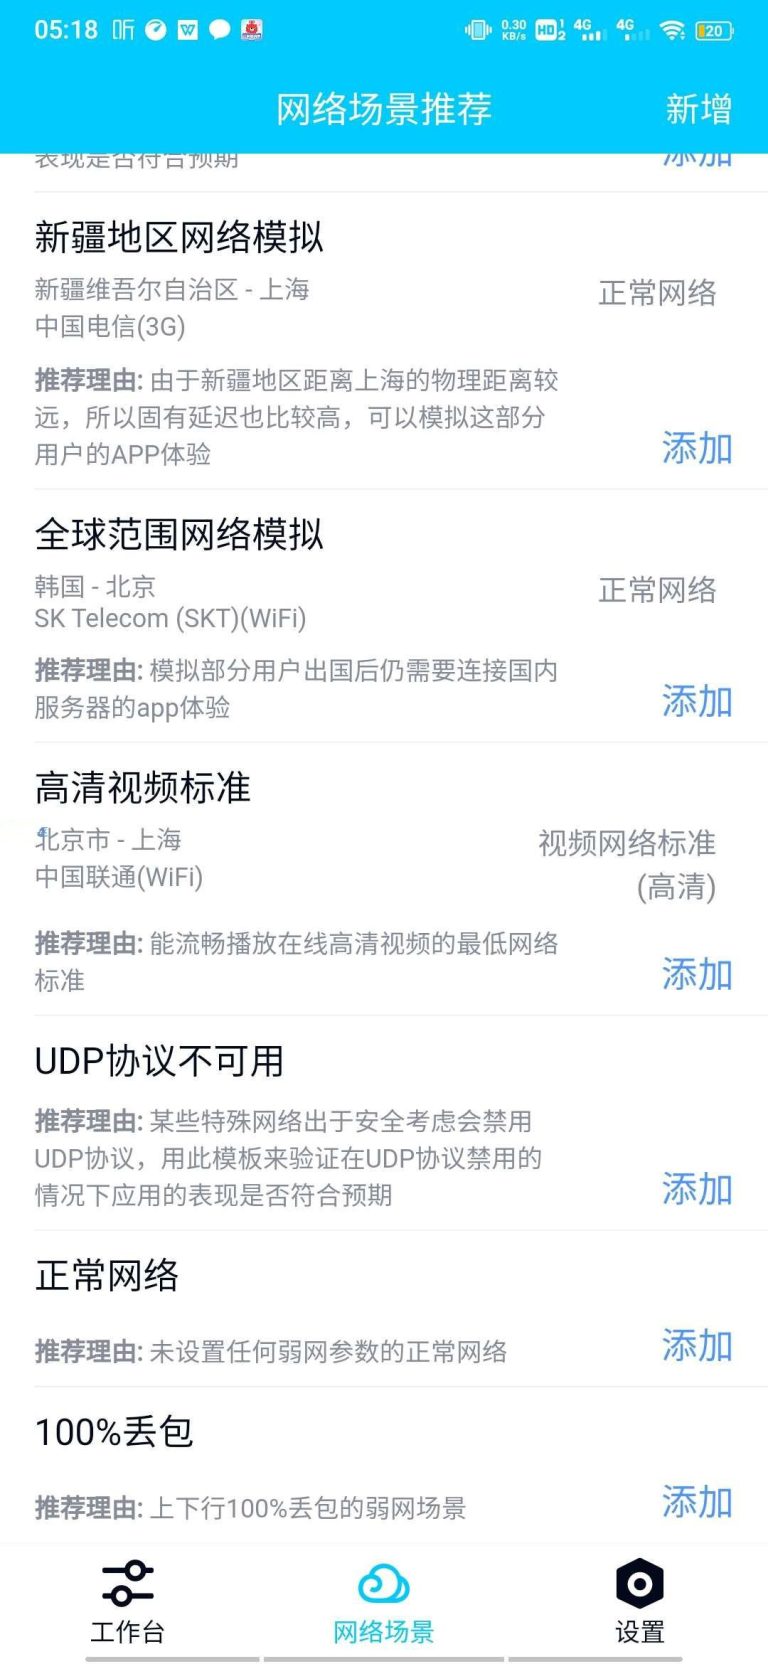 05:18 听 W 0.30 KB/s HD 1 2 4G 4G 20
网络场景推荐 新增
表现是否符合预期 添加
新疆地区网络模拟
新疆维吾尔自治区 - 上海 正常网络
中国电信(3G)
推荐理由: 由于新疆地区距离上海的物理距离较
远，所以固有延迟也比较高，可以模拟这部分
用户的APP体验 添加
全球范围网络模拟
韩国 - 北京 正常网络
SK Telecom (SKT)(WiFi)
推荐理由: 模拟部分用户出国后仍需要连接国内
服务器的app体验 添加
高清视频标准
北京市 - 上海 视频网络标准
中国联通(WiFi) (高清)
推荐理由: 能流畅播放在线高清视频的最低网络
标准 添加
UDP协议不可用
推荐理由: 某些特殊网络出于安全考虑会禁用
UDP协议，用此模板来验证在UDP协议禁用的
情况下应用的表现是否符合预期 添加
正常网络
推荐理由: 未设置任何弱网参数的正常网络 添加
100%丢包
推荐理由: 上下行100%丢包的弱网场景 添加
工作台 网络场景 设置